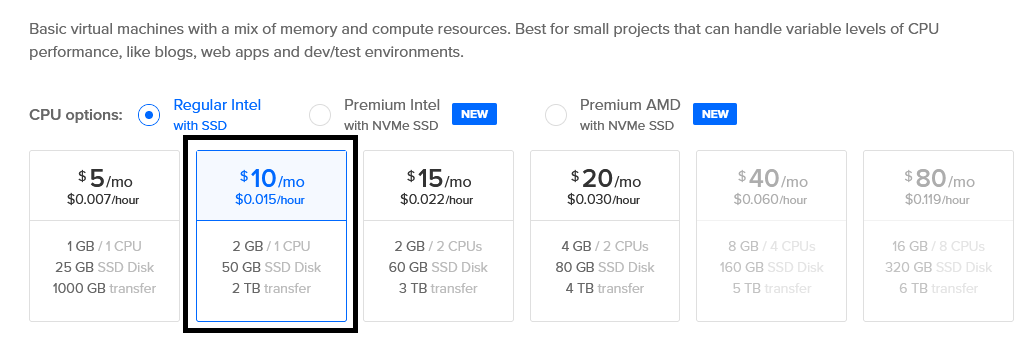 Basic virtual machines with a mix of memory and compute resources. Best for small projects that can handle variable levels of CPU
performance, like blogs, web apps and dev/test environments.
CPU options:
Regular Intel
with SSD
Premium Intel
with NVMe SSD
NEW
Premium AMD
with NVMe SSD
NEW
$5/mo
$0.007/hour
1 GB / 1 CPU
25 GB SSD Disk
1000 GB transfer
$10/mo
$0.015/hour
2 GB / 1 CPU
50 GB SSD Disk
2 TB transfer
$15/mo
$0.022/hour
2 GB / 2 CPUs
60 GB SSD Disk
3 TB transfer
$20/mo
$0.030/hour
4 GB / 2 CPUs
80 GB SSD Disk
4 TB transfer
$40/mo
$0.060/hour
8 GB / 4 CPUs
160 GB SSD Disk
5 TB transfer
$80/mo
$0.119/hour
16 GB / 8 CPUs
320 GB SSD Disk
6 TB transfer